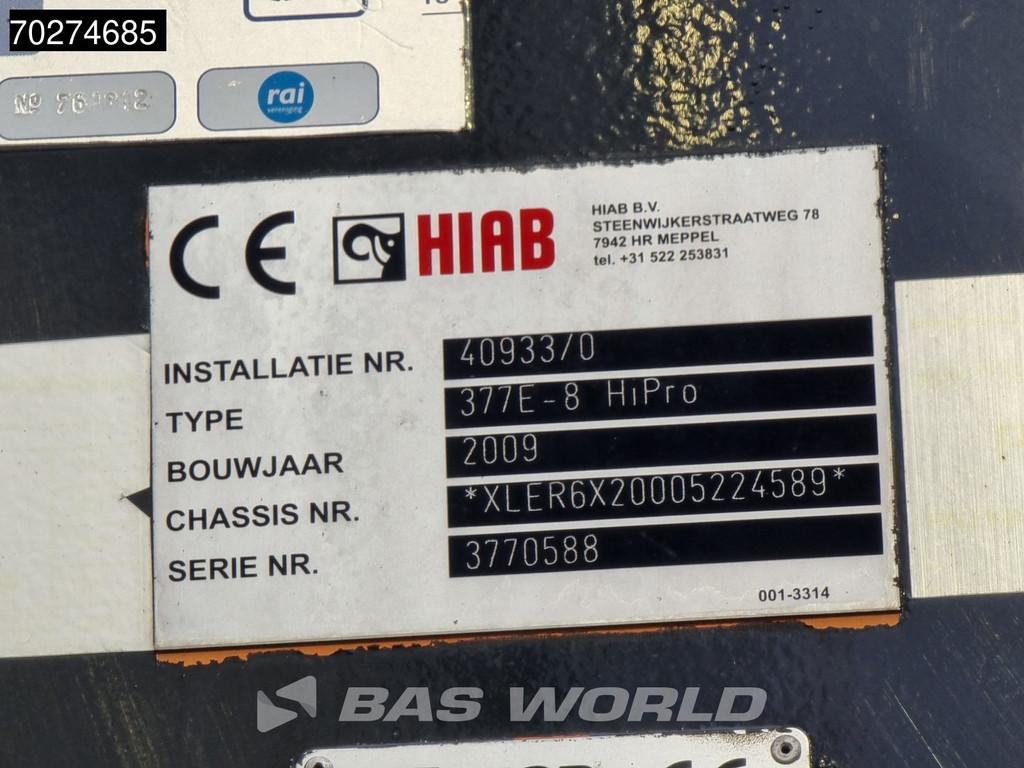 70274685
No
rai
vereniging
CE HIAB
HIAB B.V.
STEENWIJKERSTRAATWEG 78
7942 HR MEPPEL
tel. +31 522 253831
INSTALLATIE NR. 40933/0
TYPE 377E-8 HiPro
BOUWJAAR 2009
CHASSIS NR. *XLER6X20005224589*
SERIE NR. 3770588
001-3314
BAS WORLD